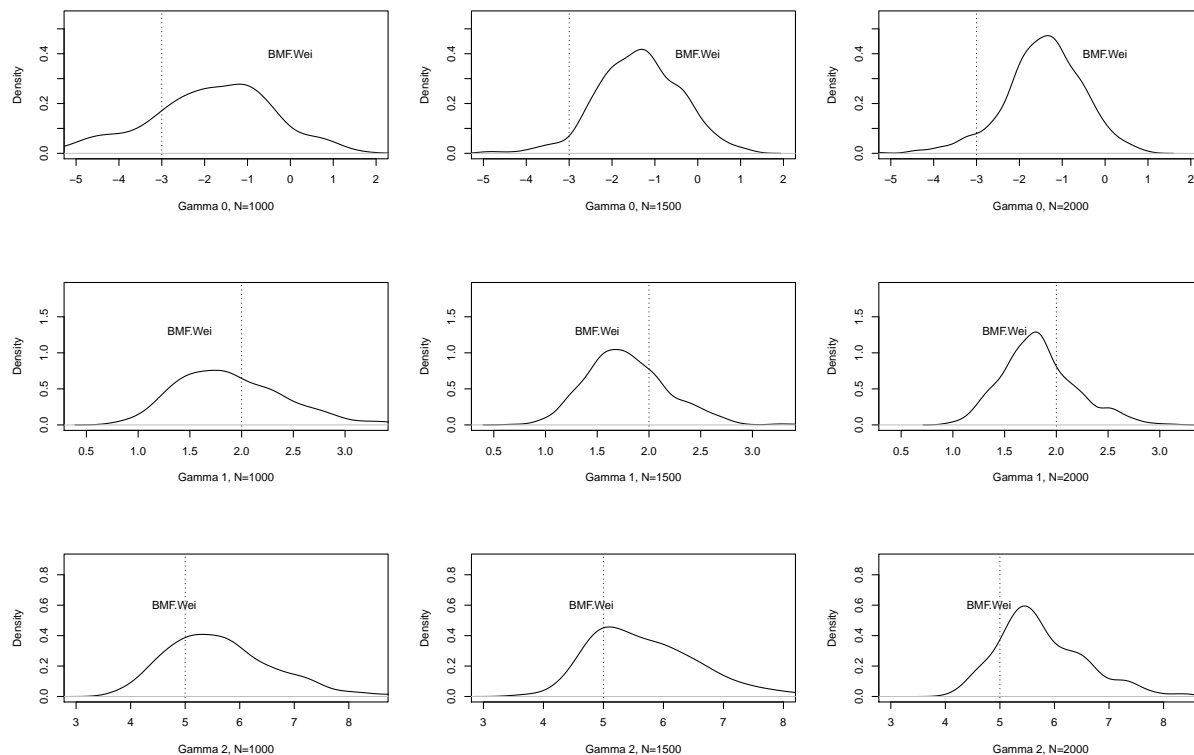 BMF.Wei
Density
0.0 0.2 0.4
−5 −4 −3 −2 −1 0 1 2
Gamma 0, N=1000
BMF.Wei
Density
0.0 0.2 0.4
−5 −4 −3 −2 −1 0 1 2
Gamma 0, N=1500
BMF.Wei
Density
0.0 0.2 0.4
−5 −4 −3 −2 −1 0 1 2
Gamma 0, N=2000
BMF.Wei
Density
0.0 0.5 1.0 1.5
0.5 1.0 1.5 2.0 2.5 3.0
Gamma 1, N=1000
BMF.Wei
Density
0.0 0.5 1.0 1.5
0.5 1.0 1.5 2.0 2.5 3.0
Gamma 1, N=1500
BMF.Wei
Density
0.0 0.5 1.0 1.5
0.5 1.0 1.5 2.0 2.5 3.0
Gamma 1, N=2000
BMF.Wei
Density
0.0 0.2 0.4 0.6 0.8
3 4 5 6 7 8
Gamma 2, N=1000
BMF.Wei
Density
0.0 0.2 0.4 0.6 0.8
3 4 5 6 7 8
Gamma 2, N=1500
BMF.Wei
Density
0.0 0.2 0.4 0.6 0.8
3 4 5 6 7 8
Gamma 2, N=2000